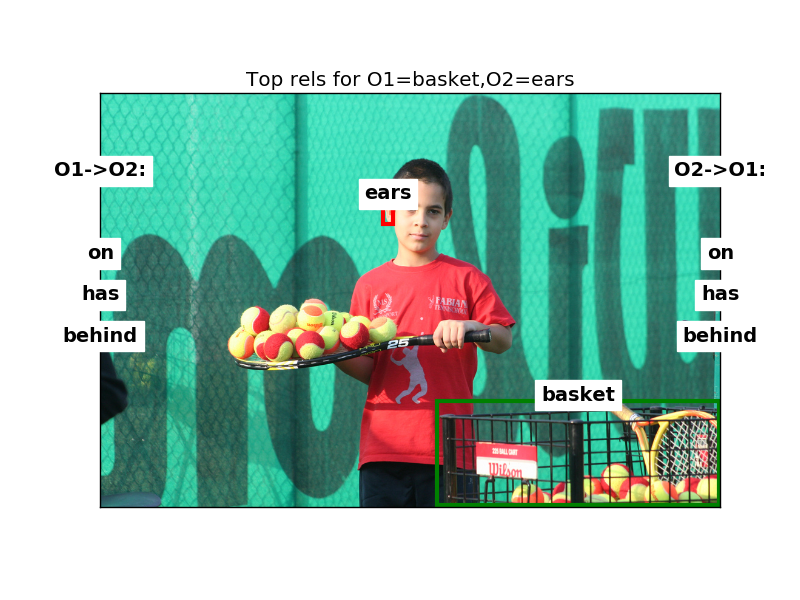 Top rels for O1=basket,O2=ears
O1->O2:
O2->O1:
ears
on
on
has
has
FABIAN
behind
behind
25
basket
Wilson